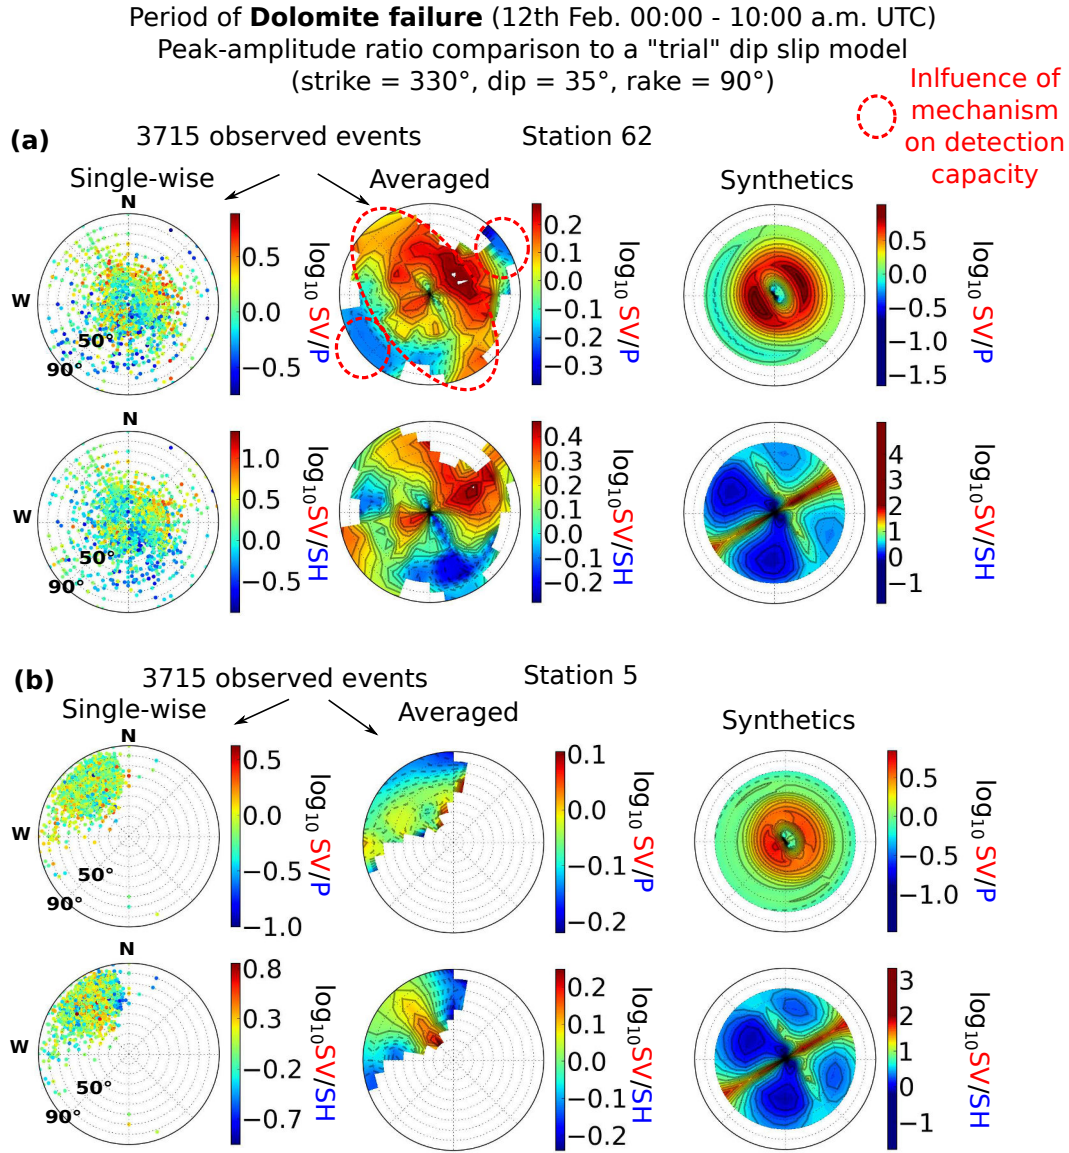 Period of Dolomite failure (12th Feb. 00:00 - 10:00 a.m. UTC)
Peak-amplitude ratio comparison to a "trial" dip slip model
(strike = 330°, dip = 35°, rake = 90°)
Inlfuence of
mechanism
on detection
capacity
(a)
3715 observed events
Station 62
Single-wise
Averaged
Synthetics
N
W
50°
90°
0.5
0.0
−0.5
log10 SV/P
0.2
0.1
0.0
−0.1
−0.2
−0.3
log10 SV/P
0.5
0.0
−0.5
−1.0
−1.5
log10 SV/P
N
W
50°
90°
1.0
0.5
0.0
−0.5
log10SV/SH
0.4
0.3
0.2
0.1
0.0
−0.1
−0.2
log10SV/SH
4
3
2
1
0
−1
log10SV/SH
(b)
3715 observed events
Station 5
Single-wise
Averaged
Synthetics
N
W
50°
90°
0.5
0.0
−0.5
−1.0
log10 SV/P
0.1
0.0
−0.1
−0.2
log10 SV/P
0.5
0.0
−0.5
−1.0
log10 SV/P
N
W
50°
90°
0.8
0.3
−0.2
−0.7
log10SV/SH
0.2
0.1
0.0
−0.1
−0.2
log10SV/SH
3
2
1
0
−1
log10SV/SH